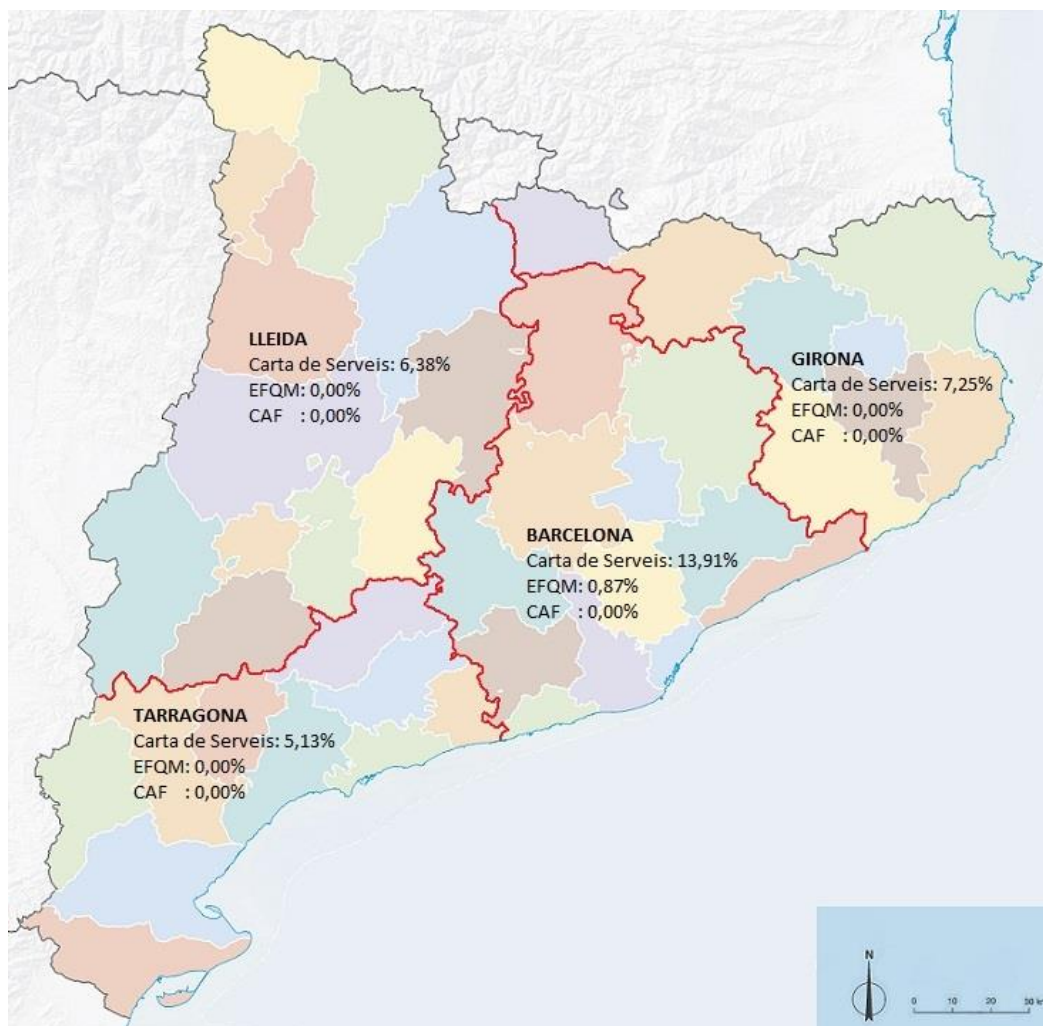 LLEIDA
Carta de Serveis: 6,38%
EFQM: 0,00%
CAF : 0,00%
GIRONA
Carta de Serveis: 7,25%
EFQM: 0,00%
CAF : 0,00%
BARCELONA
Carta de Serveis: 13,91%
EFQM: 0,87%
CAF : 0,00%
TARRAGONA
Carta de Serveis: 5,13%
EFQM: 0,00%
CAF : 0,00%
N
0 10 20 30